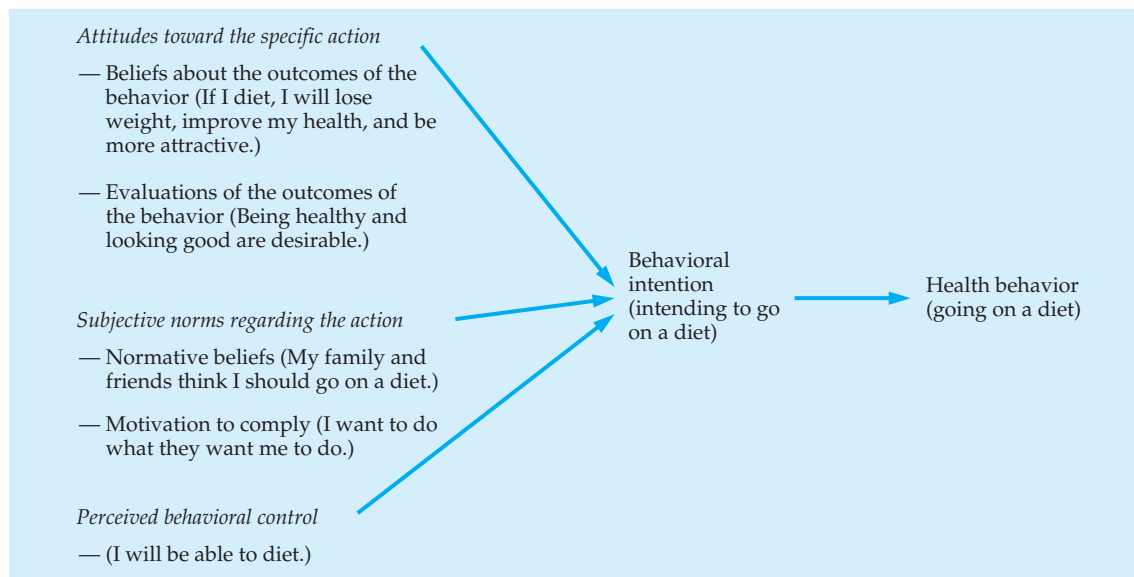 Attitudes toward the specific action
— Beliefs about the outcomes of the
behavior (If I diet, I will lose
weight, improve my health, and be
more attractive.)
— Evaluations of the outcomes of
the behavior (Being healthy and
looking good are desirable.)
Subjective norms regarding the action
— Normative beliefs (My family and
friends think I should go on a diet.)
— Motivation to comply (I want to do
what they want me to do.)
Perceived behavioral control
— (I will be able to diet.)
Behavioral
intention
(intending to go
on a diet)
Health behavior
(going on a diet)